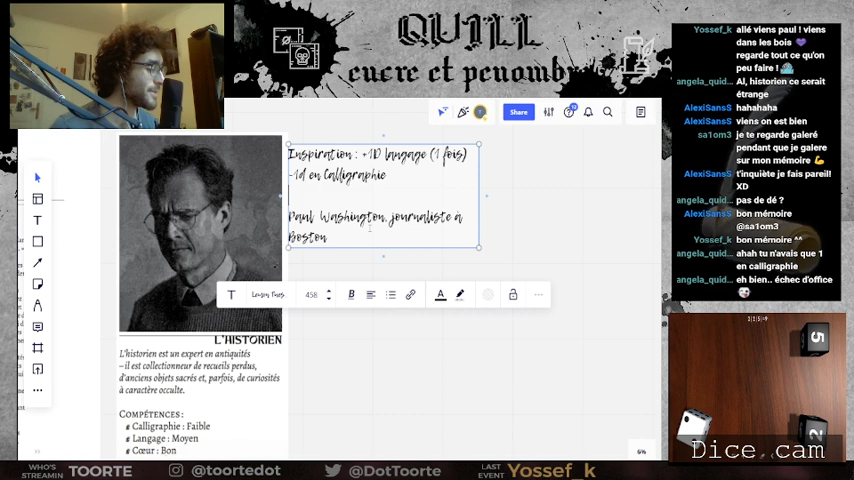 QUILL
encre et penomb
Share
Inspiration : +1D langage (1 fois)
-1d en Calligraphie
Paul Washington, journaliste à
Boston
458
B
A
L'HISTORIEN
L'historien est un expert en antiquités
– il est collectionneur de recueils perdus,
d'anciens objets sacrés et, parfois, de curiosités
à caractère occulte.
COMPÉTENCES :
# Calligraphie : Faible
# Langage : Moyen
# Cœur : Bon
6%
Yossef_k allé viens paul ! viens
dans les bois 💜
regarde tout ce qu'on
peu faire !
angela_quid... Al, historien ce serait
étrange
AlexiSansS hahahaha
AlexiSansS viens on est bien
sa1om3 je te regarde galeré
pendant que je galere
sur mon mémoire 💪
AlexiSansS t'inquiète je fais pareil!
XD
angela_quid... pas de dé ?
AlexiSansS bon mémoire
@sa1om3
Yossef_k bon mémoire ^^
angela_quid... ahah tu n'avais que 1
en calligraphie
angela_quid... eh bien.. échec d'office
5
2
Dice cam
WHO'S
STREAMIN
TOORTE
@toortedot
@DotToorte
LAST
EVENT
Yossef_k